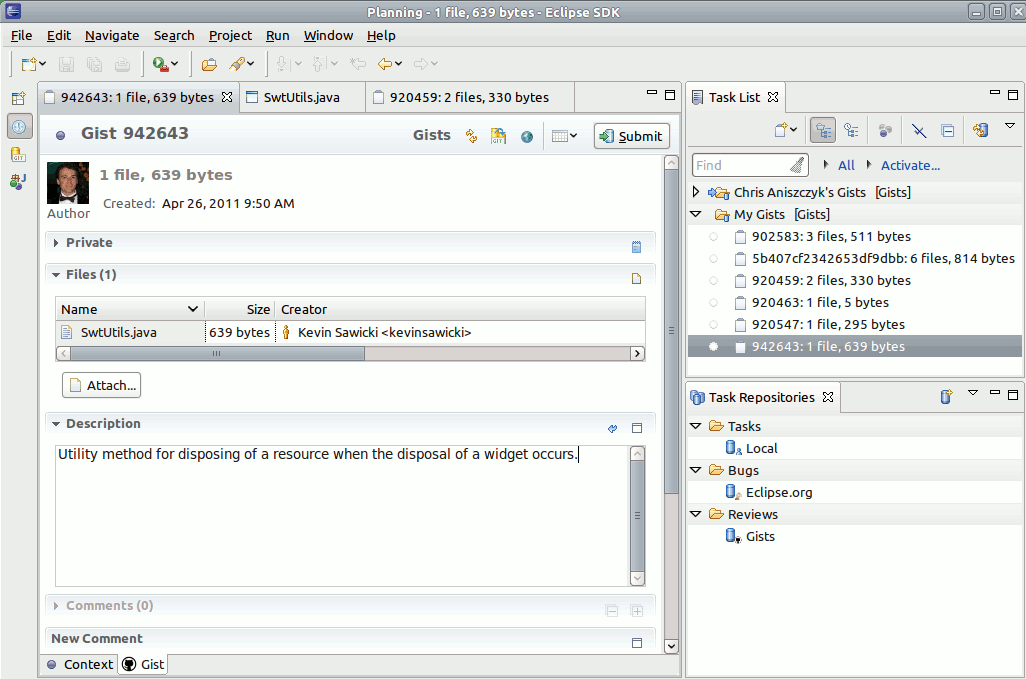 Planning - 1 file, 639 bytes - Eclipse SDK
File Edit Navigate Search Project Run Window Help
942643: 1 file, 639 bytes SwtUtils.java 920459: 2 files, 330 bytes
Gist 942643 Gists Submit
1 file, 639 bytes
Created: Apr 26, 2011 9:50 AM
Author
Private
Files (1)
Name Size Creator
SwtUtils.java 639 bytes Kevin Sawicki <kevinsawicki>
Attach...
Description
Utility method for disposing of a resource when the disposal of a widget occurs.
Comments (0)
New Comment
Context Gist
Task List
Find All Activate...
Chris Aniszczyk's Gists [Gists]
My Gists [Gists]
902583: 3 files, 511 bytes
5b407cf2342653df9dbb: 6 files, 814 bytes
920459: 2 files, 330 bytes
920463: 1 file, 5 bytes
920547: 1 file, 295 bytes
942643: 1 file, 639 bytes
Task Repositories
Tasks
Local
Bugs
Eclipse.org
Reviews
Gists